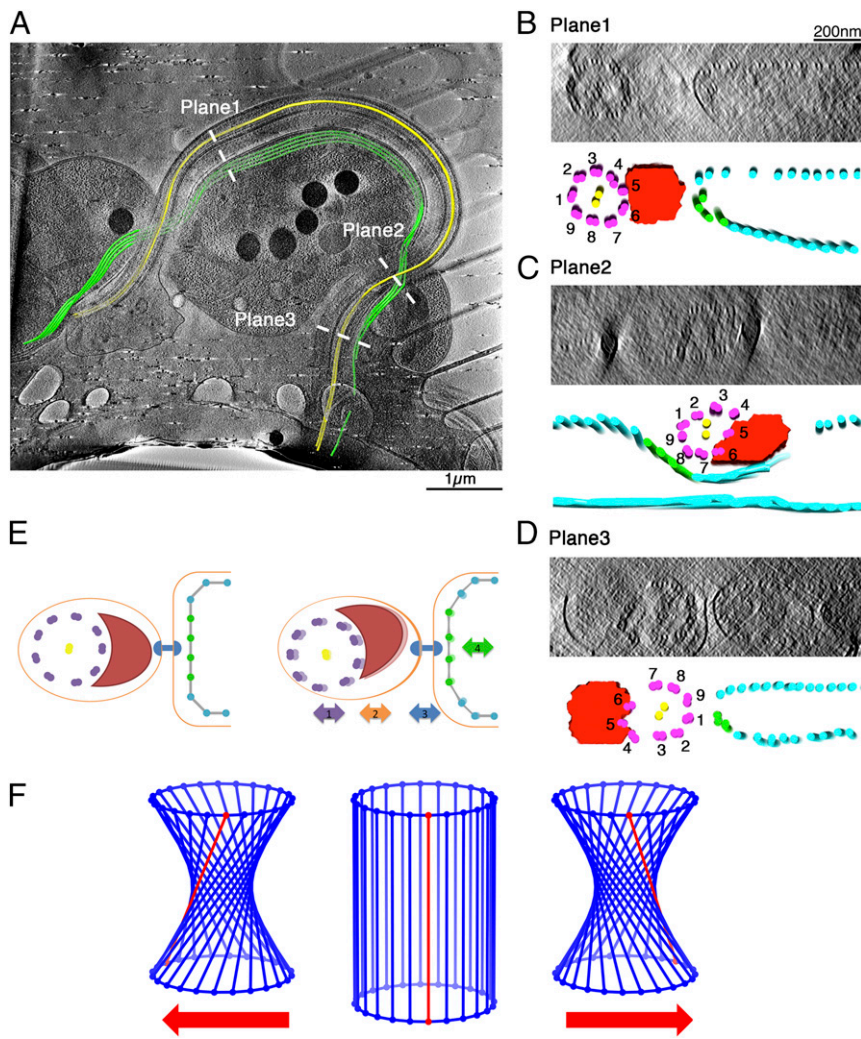 A
Plane1
Plane2
Plane3
1μm
B Plane1
200nm
3
2 4
1 5
6
9 8 7
C Plane2
3
2 4
1
9 5
8 7 6
D Plane3
7 8
6 9
5 1
4 3 2
E
1 2 3 4
F